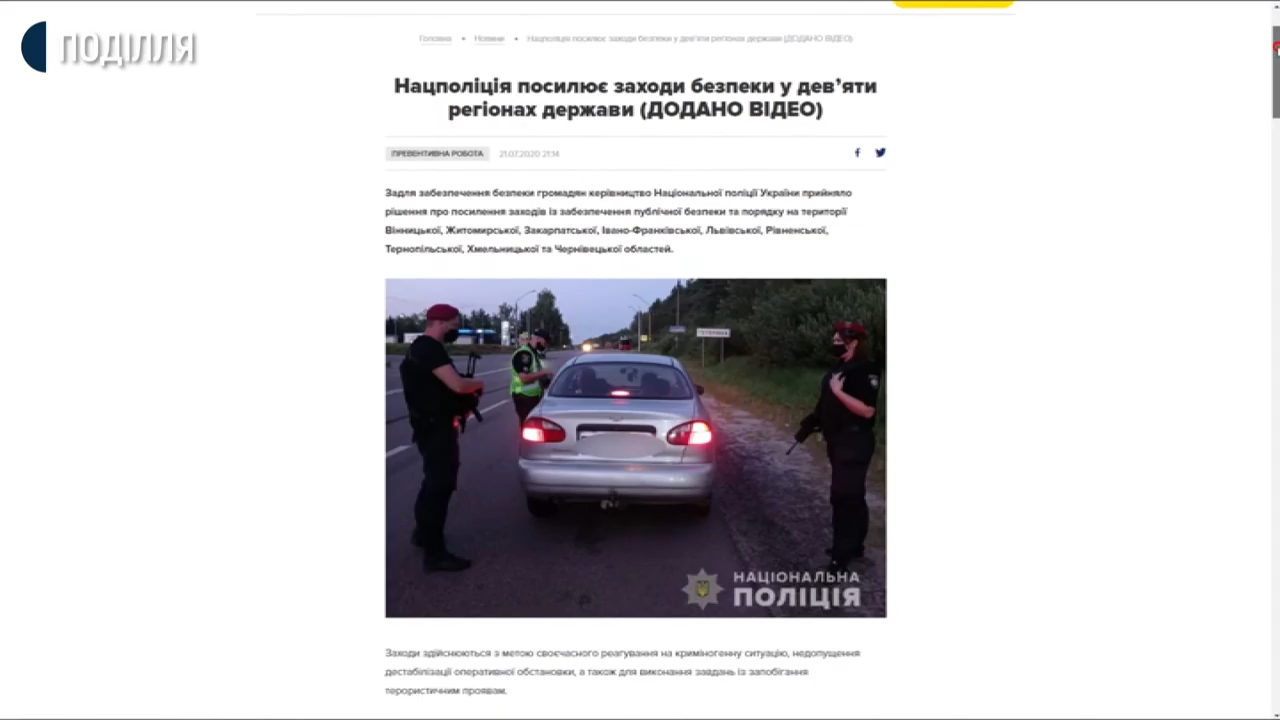 ПОДІЛЛЯ
Головна • Новини • Нацполіція посилює заходи безпеки у дев'яти регіонах держави (ДОДАНО ВІДЕО)
Нацполіція посилює заходи безпеки у дев’яти
регіонах держави (ДОДАНО ВІДЕО)
ПРЕВЕНТИВНА РОБОТА 21.07.2020 21:14
Задля забезпечення безпеки громадян керівництво Національної поліції України прийняло
рішення про посилення заходів із забезпечення публічної безпеки та порядку на території
Вінницької, Житомирської, Закарпатської, Івано-Франківської, Львівської, Рівненської,
Тернопільської, Хмельницької та Чернівецької областей.
НАЦІОНАЛЬНА
ПОЛІЦІЯ
Заходи здійснюються з метою своєчасного реагування на криміногенну ситуацію, недопущення
дестабілізації оперативної обстановки, а також для виконання завдань із запобігання
терористичним проявам.